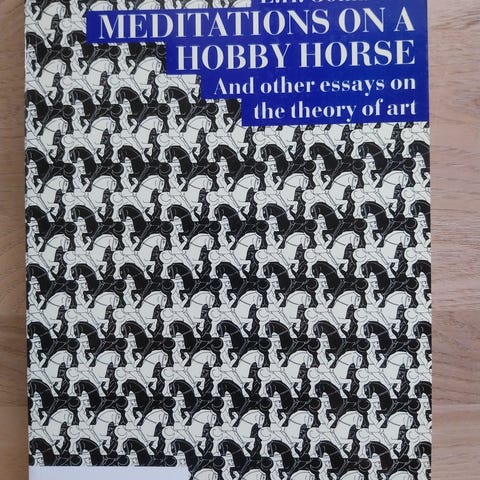 MEDITATIONS ON A
HOBBY HORSE
And other essays on
the theory of art